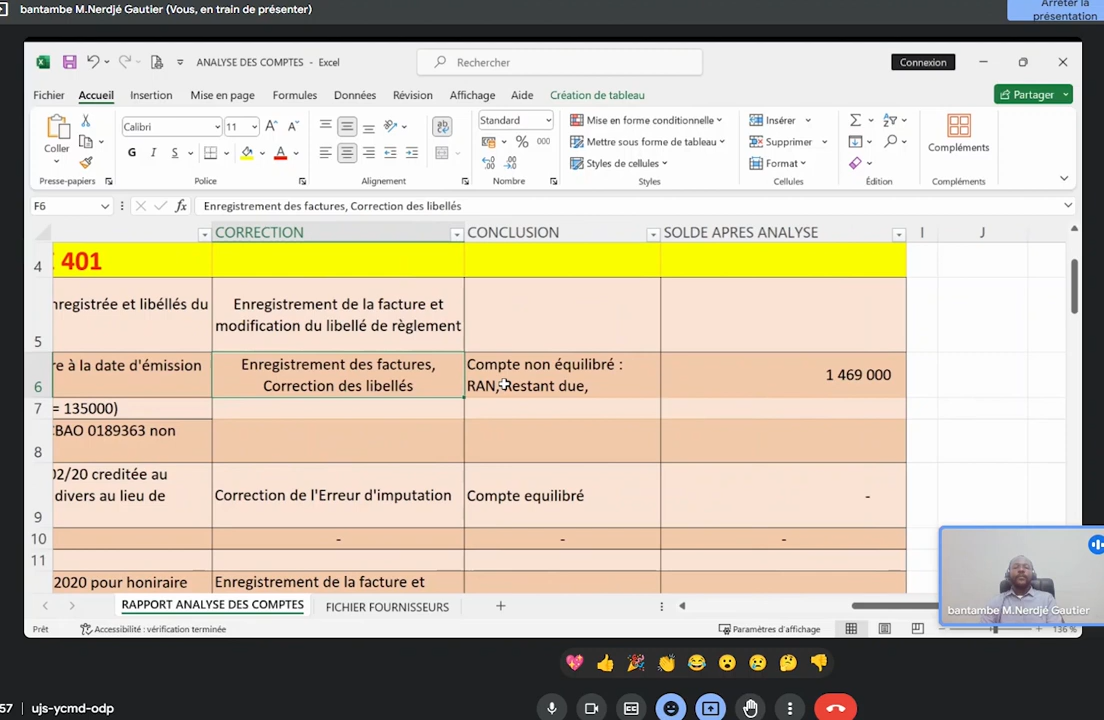 bantambe M.Nerdjé Gautier (Vous, en train de présenter)
Arrêter la
présentation
ANALYSE DES COMPTES - Excel
Rechercher
Connexion
Fichier Accueil Insertion Mise en page Formules Données Révision Affichage Aide Création de tableau
Partager
Coller
Calibri 11
G I S
Standard
% 000
Mise en forme conditionnelle
Mettre sous forme de tableau
Styles de cellules
Insérer
Supprimer
Format
Compléments
Presse-papiers Police Alignement Nombre Styles Cellules Édition Compléments
F6 fx Enregistrement des factures, Correction des libellés
CORRECTION CONCLUSION SOLDE APRES ANALYSE I J
4 401
5 nregistrée et libéllés du Enregistrement de la facture et
modification du libellé de règlement
6 re à la date d'émission Enregistrement des factures,
Correction des libellés
Compte non équilibré :
RAN, Restant due,
1 469 000
7 = 135000)
8 CBAO 0189363 non
9 02/20 creditée au
divers au lieu de
Correction de l'Erreur d'imputation Compte equilibré -
10 - - -
11
2020 pour honiraire Enregistrement de la facture et
RAPPORT ANALYSE DES COMPTES FICHIER FOURNISSEURS
Prêt Accessibilité : vérification terminée Paramètres d'affichage 136 %
bantambe M.Nerdjé Gautier
57 ujs-ycmd-odp